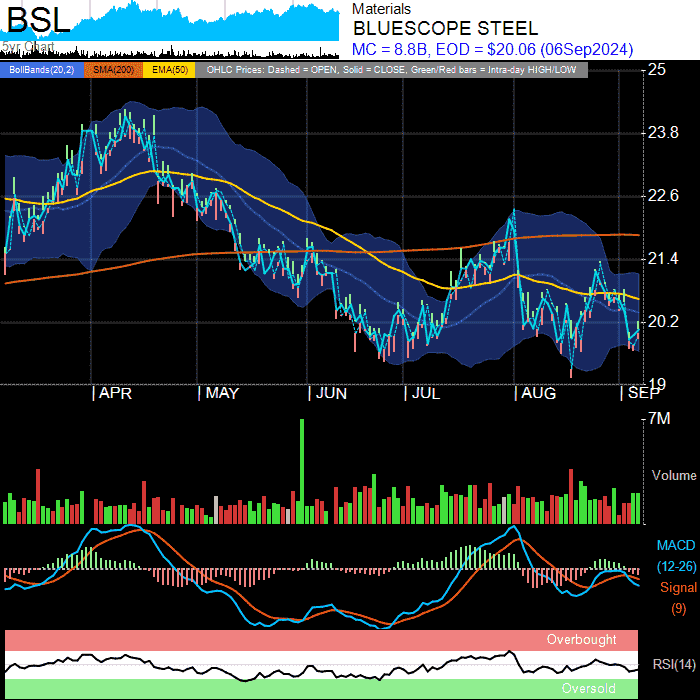 BSL
5yr Chart
Materials
BLUESCOPE STEEL
MC = 8.8B, EOD = $20.06 (06Sep2024)
BollBands(20,2) SMA(200) EMA(50) OHLC Prices: Dashed = OPEN, Solid = CLOSE, Green/Red bars = Intra-day HIGH/LOW
25
23.8
22.6
21.4
20.2
19
APR MAY JUN JUL AUG SEP
7M
Volume
MACD
(12-26)
Signal
(9)
Overbought
RSI(14)
Oversold